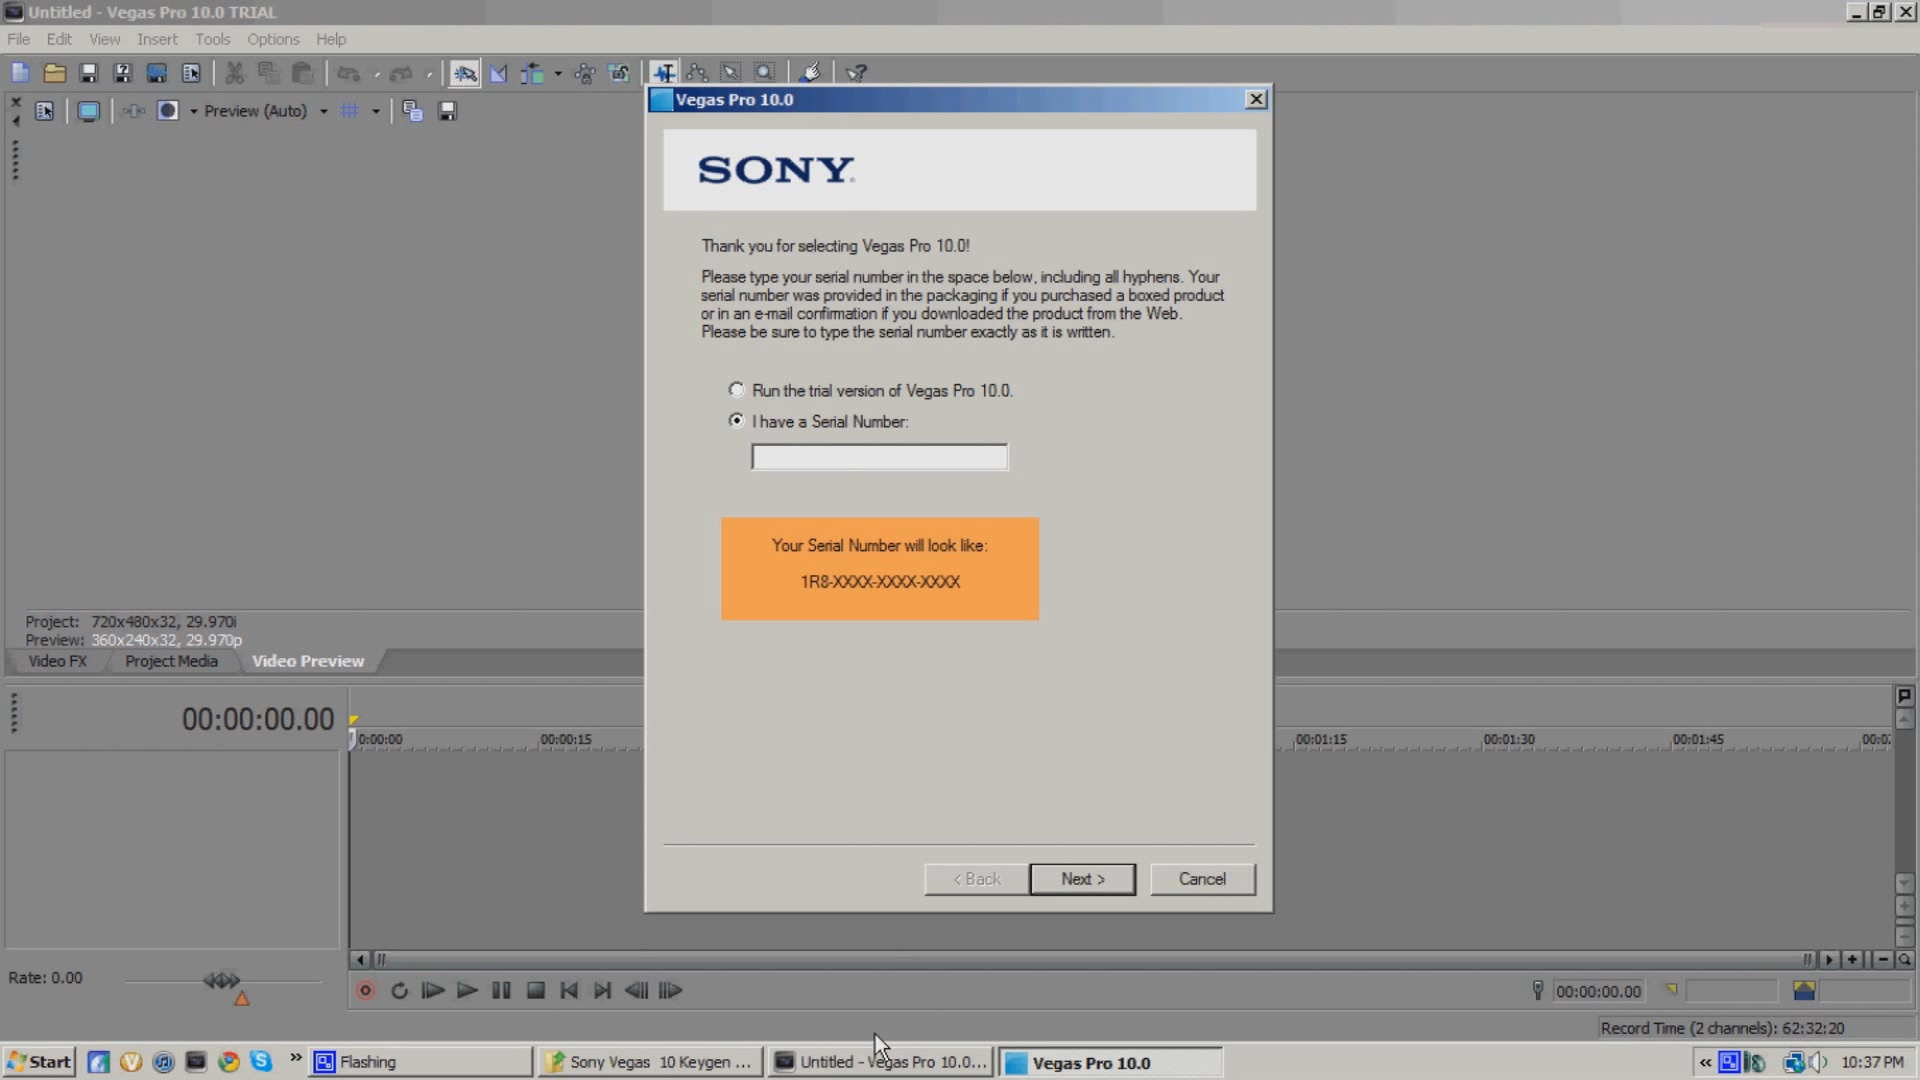 Untitled - Vegas Pro 10.0 TRIAL
File Edit View Insert Tools Options Help
Preview (Auto)
Vegas Pro 10.0
SONY
Thank you for selecting Vegas Pro 10.0!
Please type your serial number in the space below, including all hyphens. Your
serial number was provided in the packaging if you purchased a boxed product
or in an e-mail confirmation if you downloaded the product from the Web.
Please be sure to type the serial number exactly as it is written.
Run the trial version of Vegas Pro 10.0.
I have a Serial Number:
Your Serial Number will look like:
1R8-XXXX-XXXX-XXXX
Project: 720x480x32, 29.970i
Preview: 360x240x32, 29.970p
Video FX Project Media Video Preview
00:00:00.00
0:00:00 00:00:15 00:01:15 00:01:30 00:01:45 00:0
< Back Next > Cancel
Rate: 0.00
00:00:00.00
Record Time (2 channels): 62:32:20
Start » Flashing Sony Vegas 10 Keygen ... Untitled - Vegas Pro 10.0... Vegas Pro 10.0 « 10:37 PM